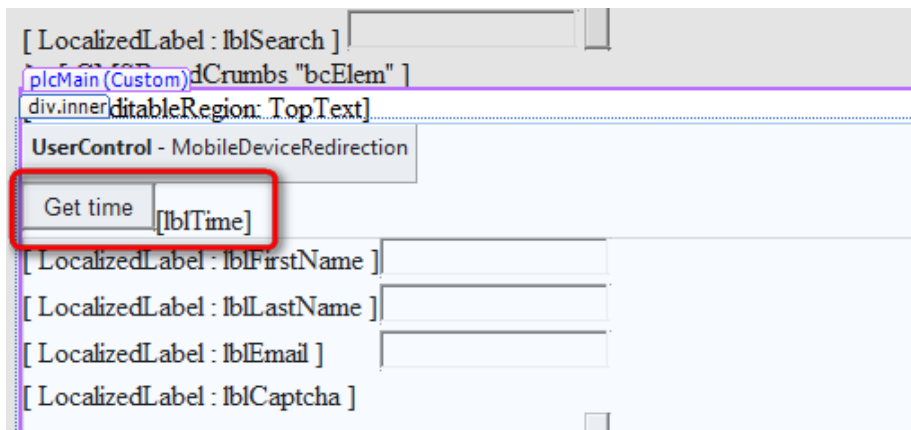 [ LocalizedLabel : lblSearch ]
dCrumbs "bcElem" ]
plcMain (Custom)
div.inner ditableRegion: TopText]
UserControl - MobileDeviceRedirection
Get time [lblTime]
[ LocalizedLabel : lblFirstName ]
[ LocalizedLabel : lblLastName ]
[ LocalizedLabel : lblEmail ]
[ LocalizedLabel : lblCaptcha ]